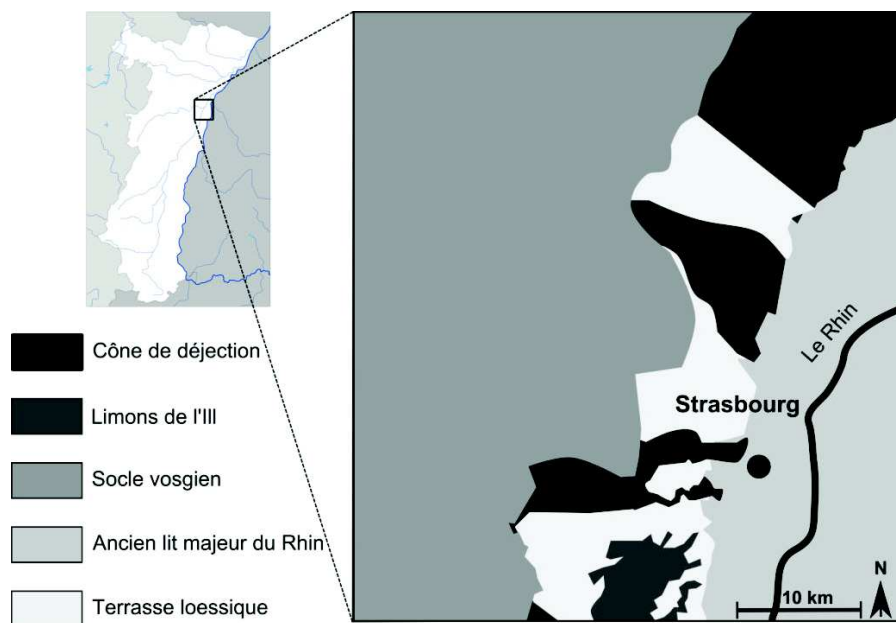 Cône de déjection
Limons de l'Ill
Socle vosgien
Ancien lit majeur du Rhin
Terrasse loessique
Le Rhin
Strasbourg
N
10 km